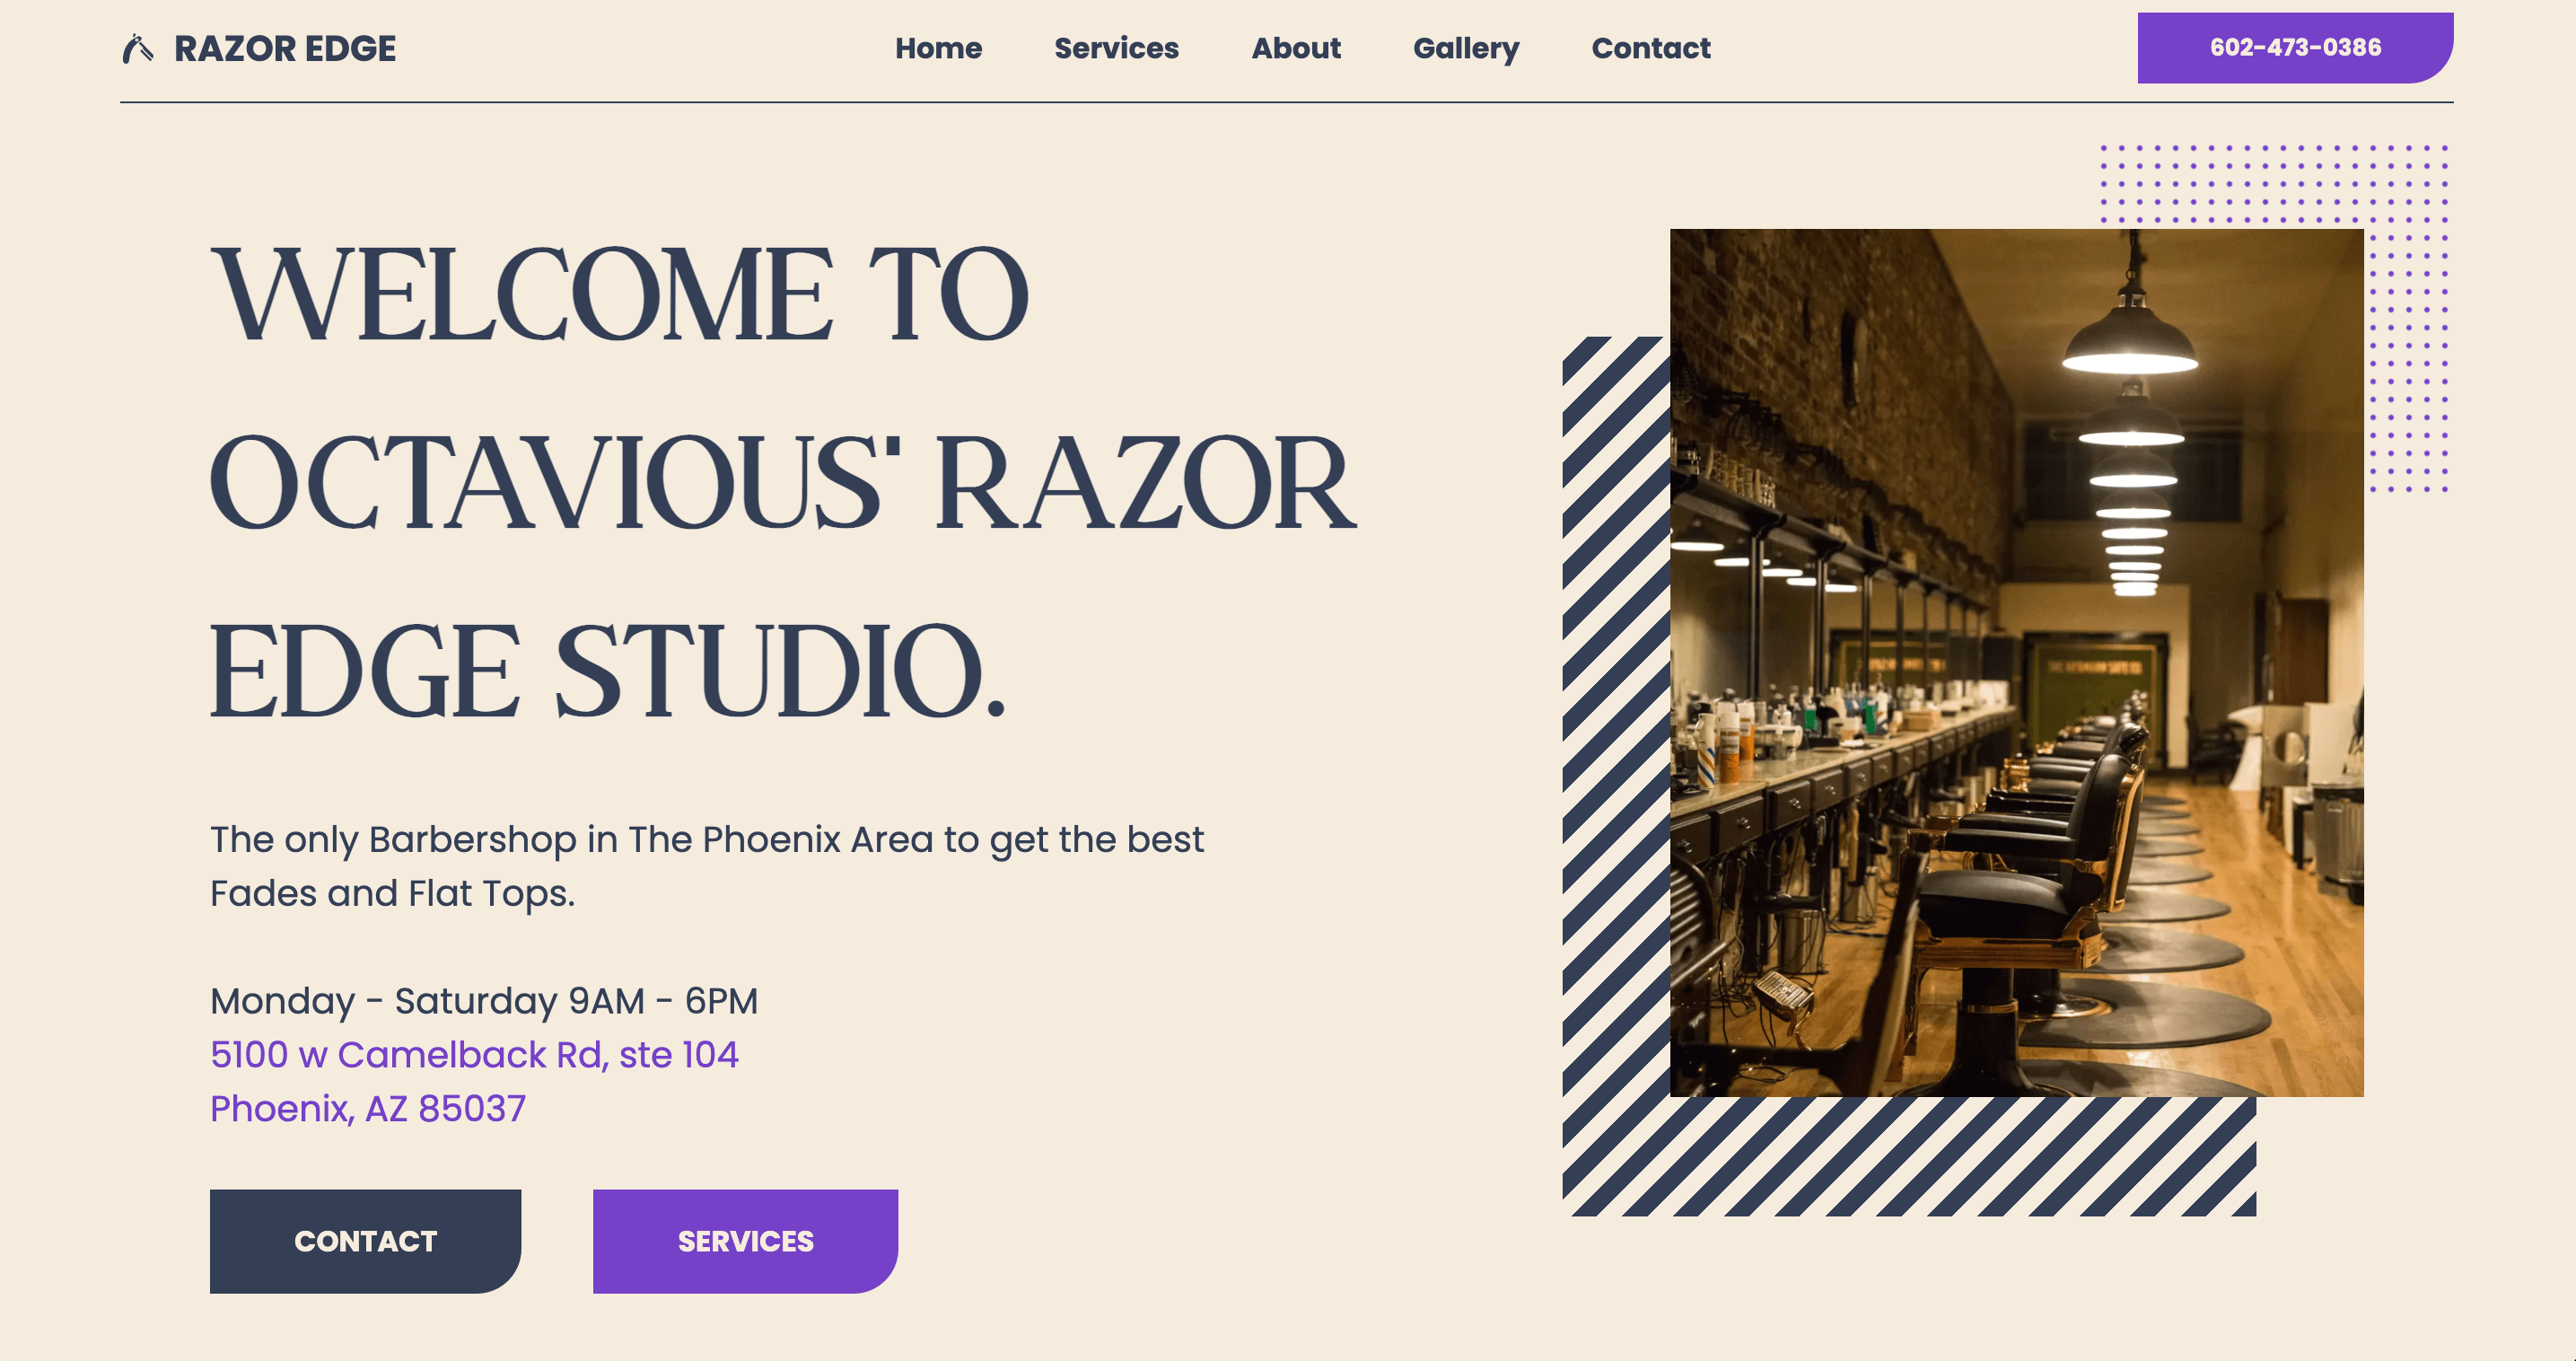 RAZOR EDGE
Home
Services
About
Gallery
Contact
602-473-0386
WELCOME TO
OCTAVIOUS' RAZOR
EDGE STUDIO.
The only Barbershop in The Phoenix Area to get the best
Fades and Flat Tops.
Monday - Saturday 9AM - 6PM
5100 w Camelback Rd, ste 104
Phoenix, AZ 85037
CONTACT
SERVICES